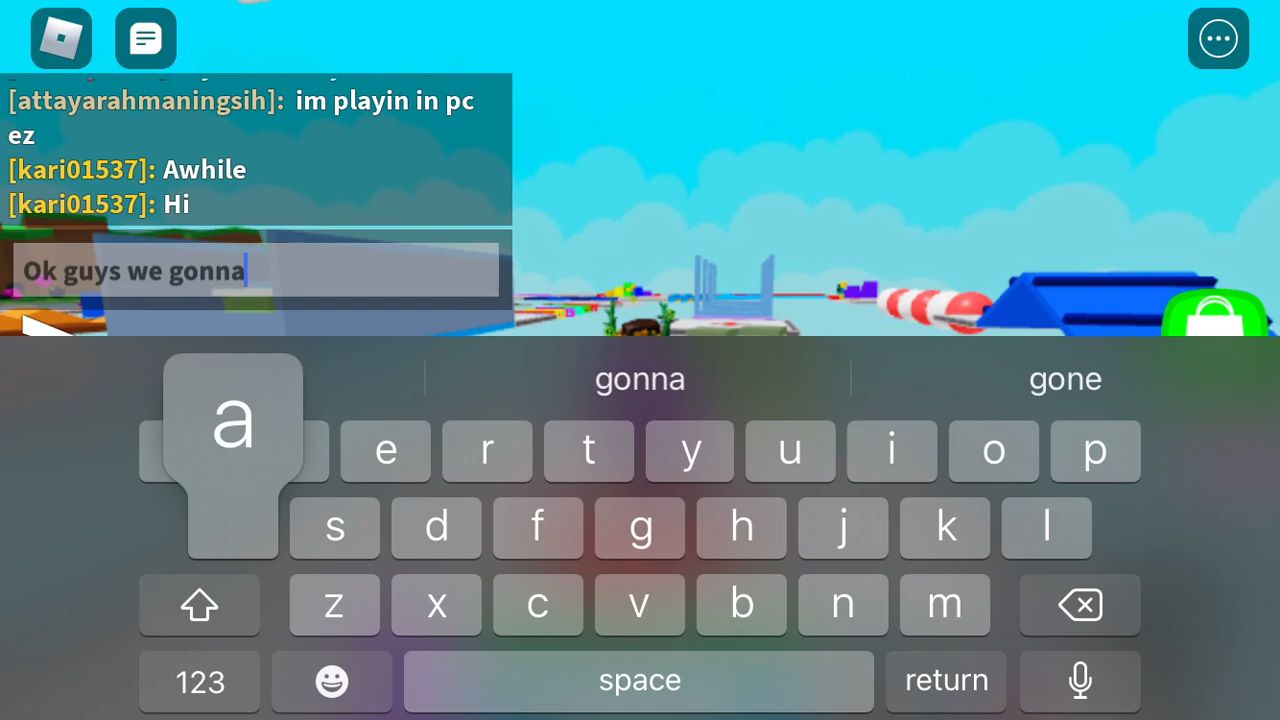 [attayarahmaningsih]: im playin in pc
ez
[kari01537]: Awhile
[kari01537]: Hi
Ok guys we gonna
gonna gone
a
e r t y u i o p
s d f g h j k l
z x c v b n m
123 space return